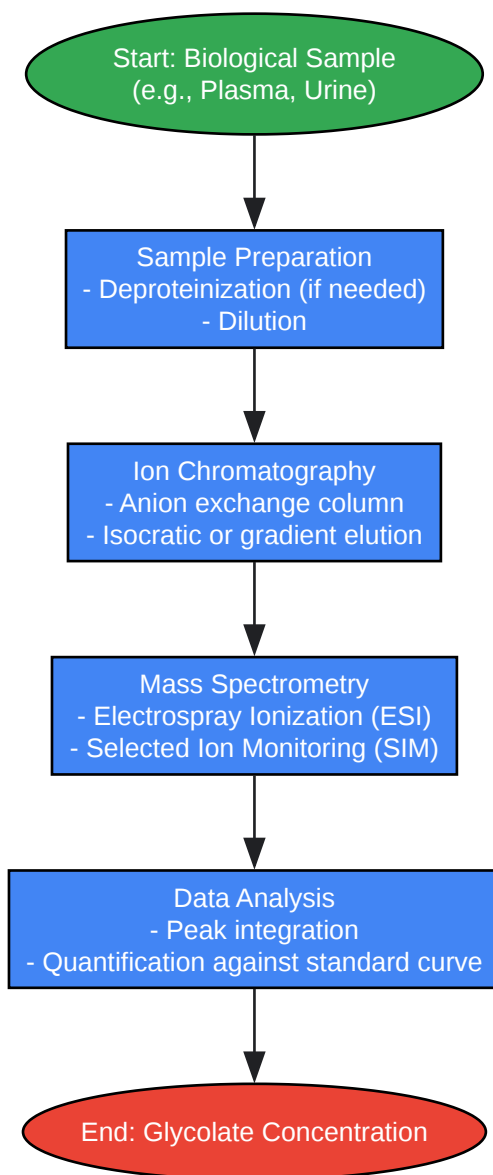 Start: Biological Sample
(e.g., Plasma, Urine)
Sample Preparation
- Deproteinization (if needed)
- Dilution
Ion Chromatography
- Anion exchange column
- Isocratic or gradient elution
Mass Spectrometry
- Electrospray Ionization (ESI)
- Selected Ion Monitoring (SIM)
Data Analysis
- Peak integration
- Quantification against standard curve
End: Glycolate Concentration